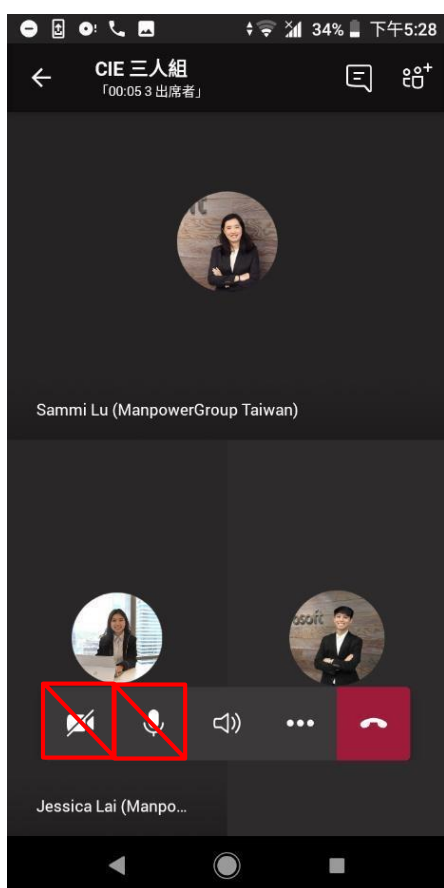 34% 下午5:28
CIE 三人組
「00:05 3 出席者」
Sammi Lu (ManpowerGroup Taiwan)
osoft
Jessica Lai (Manpo...